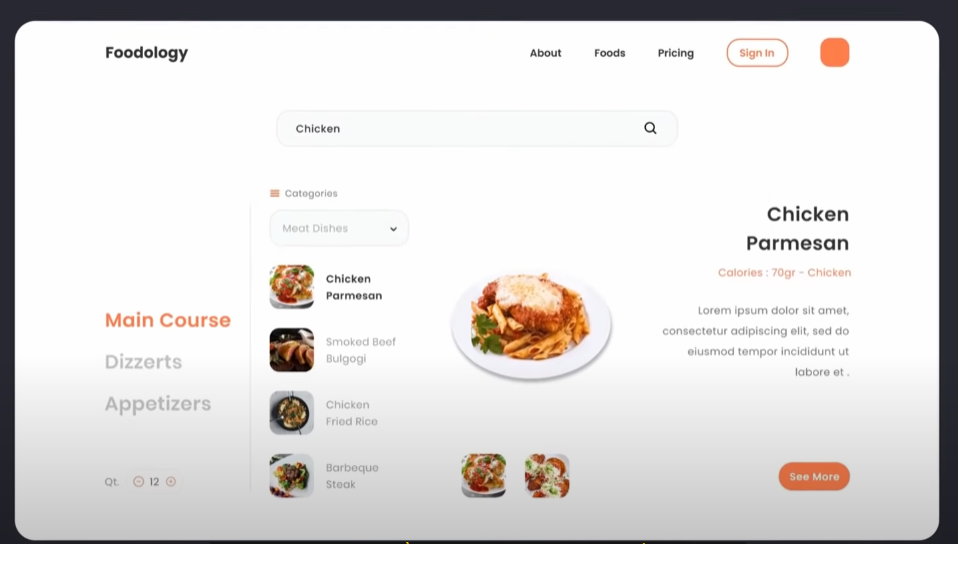 Foodology
About
Foods
Pricing
Sign In
Chicken
Categories
Meat Dishes
Chicken
Parmesan
Smoked Beef
Bulgogi
Chicken
Fried Rice
Barbeque
Steak
Main Course
Dizzerts
Appetizers
Qt.
12
Chicken
Parmesan
Calories : 70gr - Chicken
Lorem ipsum dolor sit amet,
consectetur adipiscing elit, sed do
eiusmod tempor incididunt ut
labore et .
See More